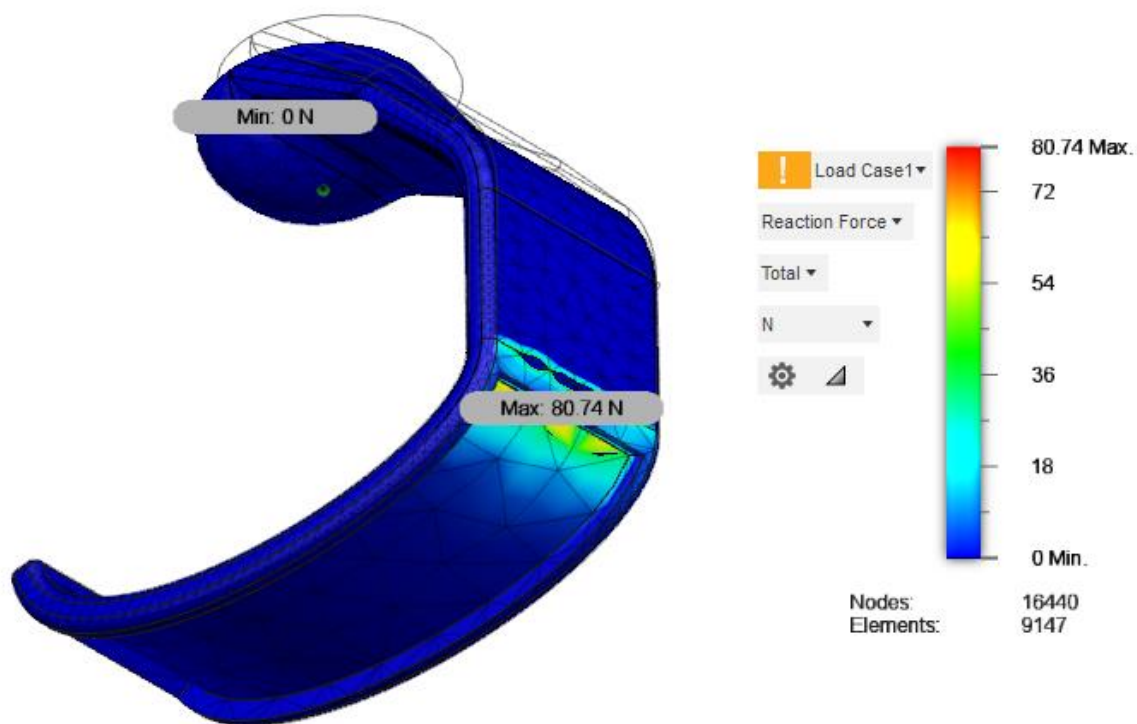 Min: 0 N
Max: 80.74 N
! Load Case1
Reaction Force
Total
N
80.74 Max.
72
54
36
18
0 Min.
Nodes: 16440
Elements: 9147